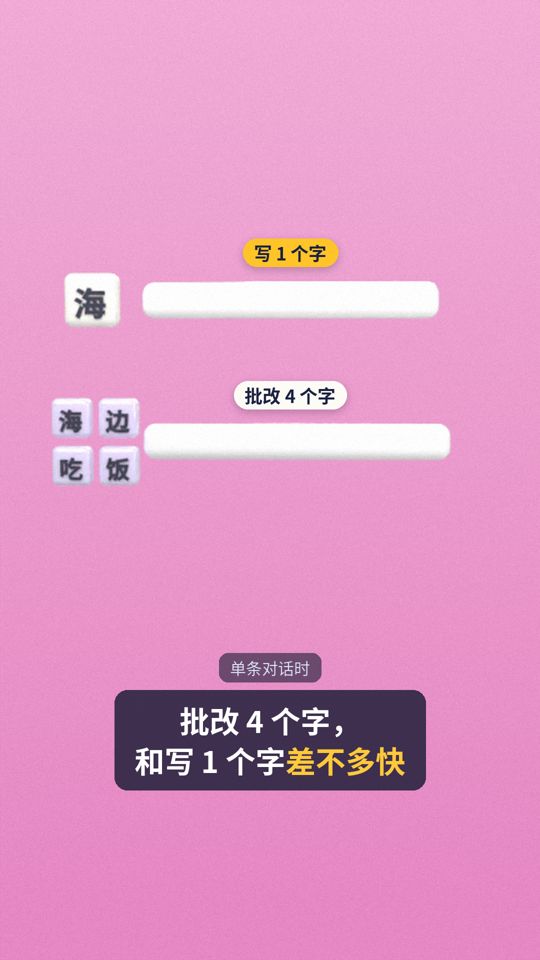 写 1 个字
海
批改 4 个字
海 边
吃 饭
单条对话时
批改 4 个字，
和写 1 个字差不多快